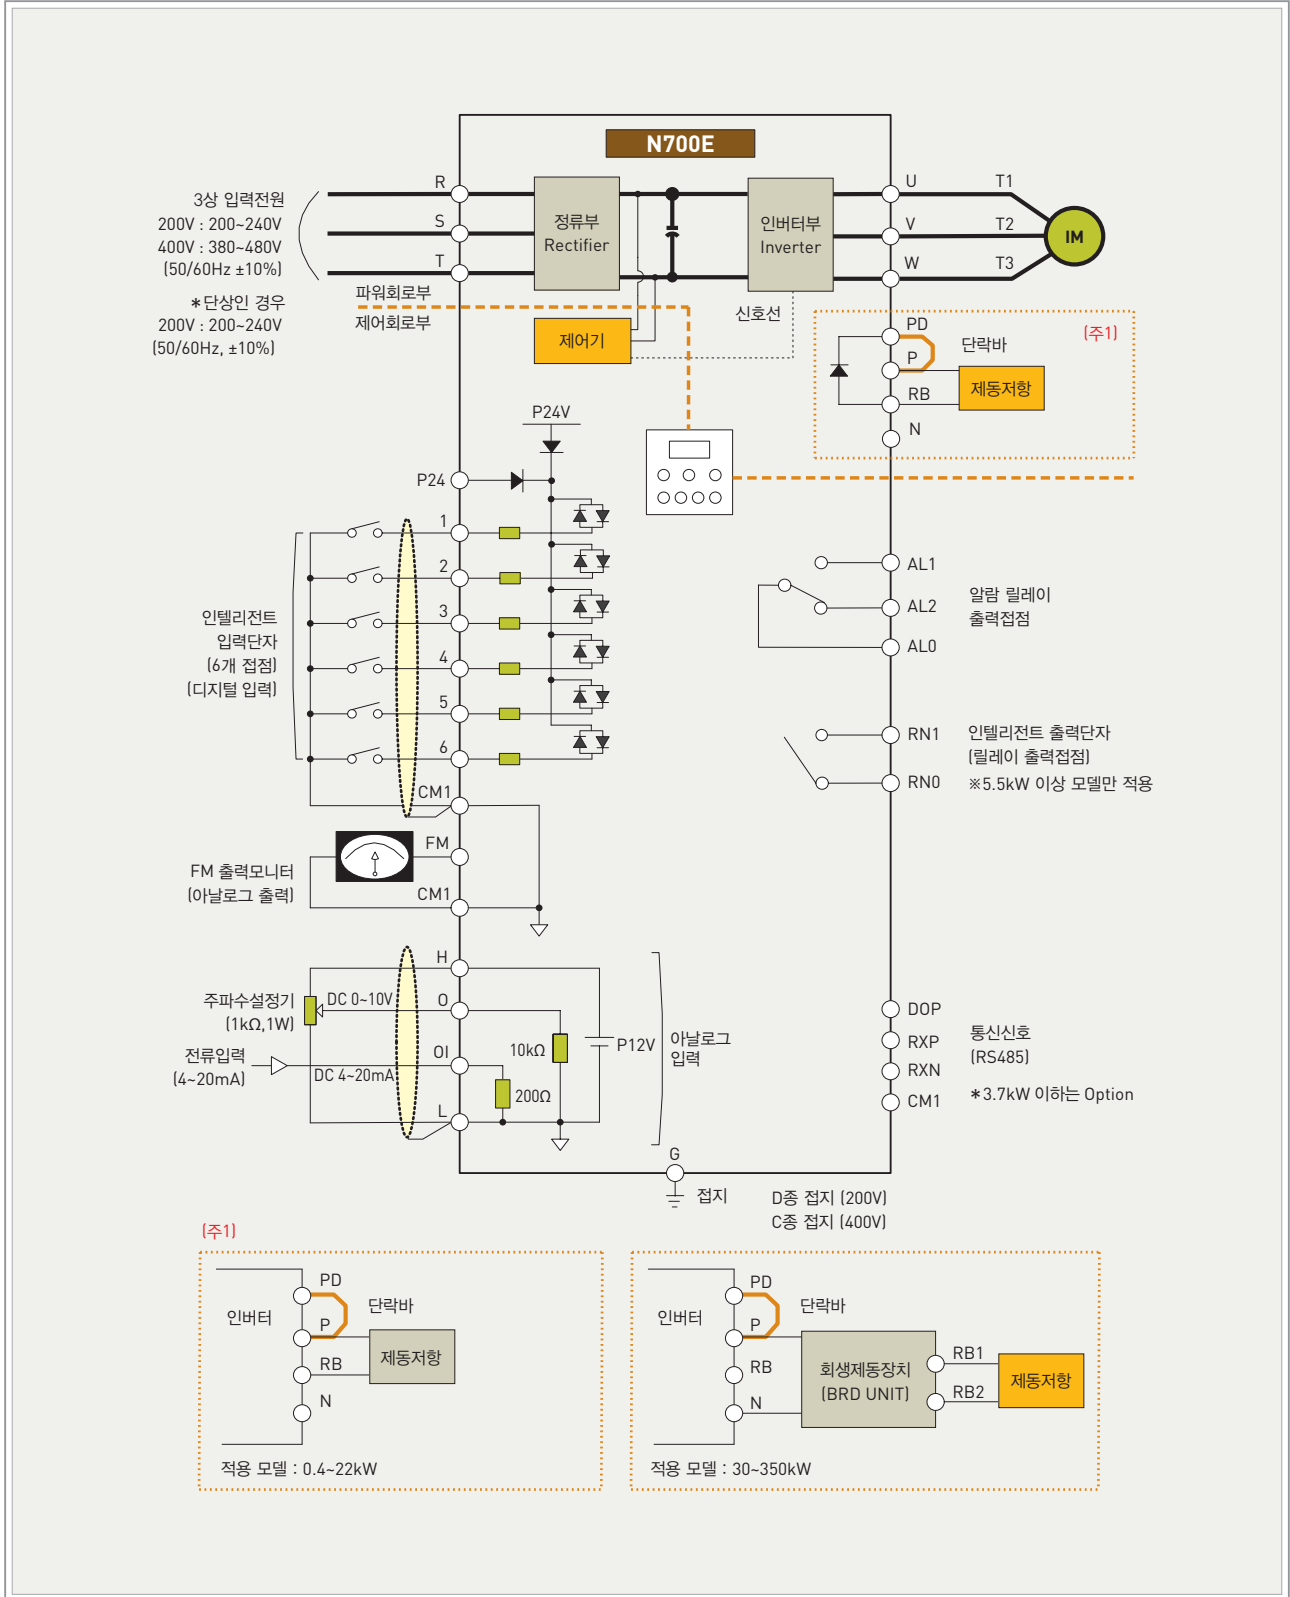 N700E
3상 입력전원
200V : 200~240V
400V : 380~480V
(50/60Hz ±10%)
*단상인 경우
200V : 200~240V
(50/60Hz, ±10%)
R
S
T
정류부
Rectifier
인버터부
Inverter
U
V
W
T1
T2
T3
IM
파워회로부
제어회로부
제어기
신호선
PD
P
RB
N
단락바
(주1)
제동저항
P24V
P24
1
2
3
4
5
6
CM1
인텔리전트
입력단자
(6개 접점)
(디지털 입력)
AL1
AL2
AL0
알람 릴레이
출력접점
RN1
RN0
인텔리전트 출력단자
(릴레이 출력접점)
※5.5kW 이상 모델만 적용
FM
CM1
FM 출력모니터
(아날로그 출력)
H
O
OI
L
주파수설정기
(1kΩ,1W)
DC 0~10V
전류입력
(4~20mA)
DC 4~20mA
10kΩ
200Ω
P12V
아날로그
입력
DOP
RXP
RXN
CM1
통신신호
(RS485)
*3.7kW 이하는 Option
G
접지
D종 접지 (200V)
C종 접지 (400V)
(주1)
인버터
PD
P
RB
N
단락바
제동저항
적용 모델 : 0.4~22kW
인버터
PD
P
RB
N
단락바
회생제동장치
(BRD UNIT)
RB1
RB2
제동저항
적용 모델 : 30~350kW